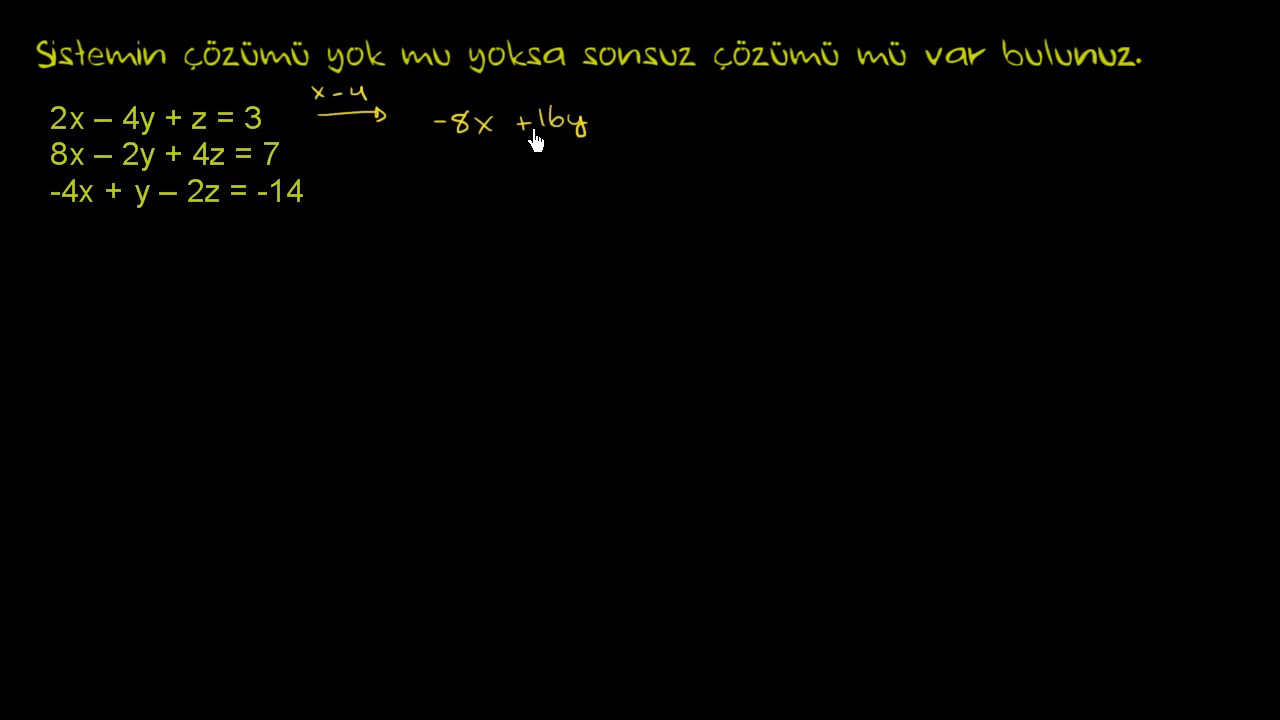 Sistemin çözümü yok mu yoksa sonsuz çözümü mü var bulunuz.
x - 4
2x – 4y + z = 3
-8x +16y
8x – 2y + 4z = 7
-4x + y – 2z = -14